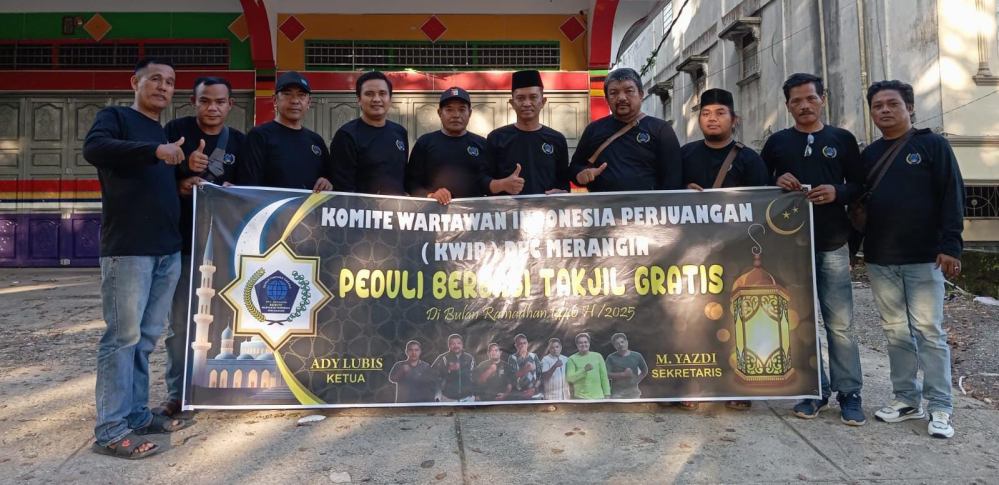 KOMITE WARTAWAN INDONESIA PERJUANGAN
( KWIP ) DPC MERANGIN
PEDULI BERBAGI TAKJIL GRATIS
Di Bulan Ramadhan 1446 H/2025
ADY LUBIS
KETUA
M. YAZDI
SEKRETARIS